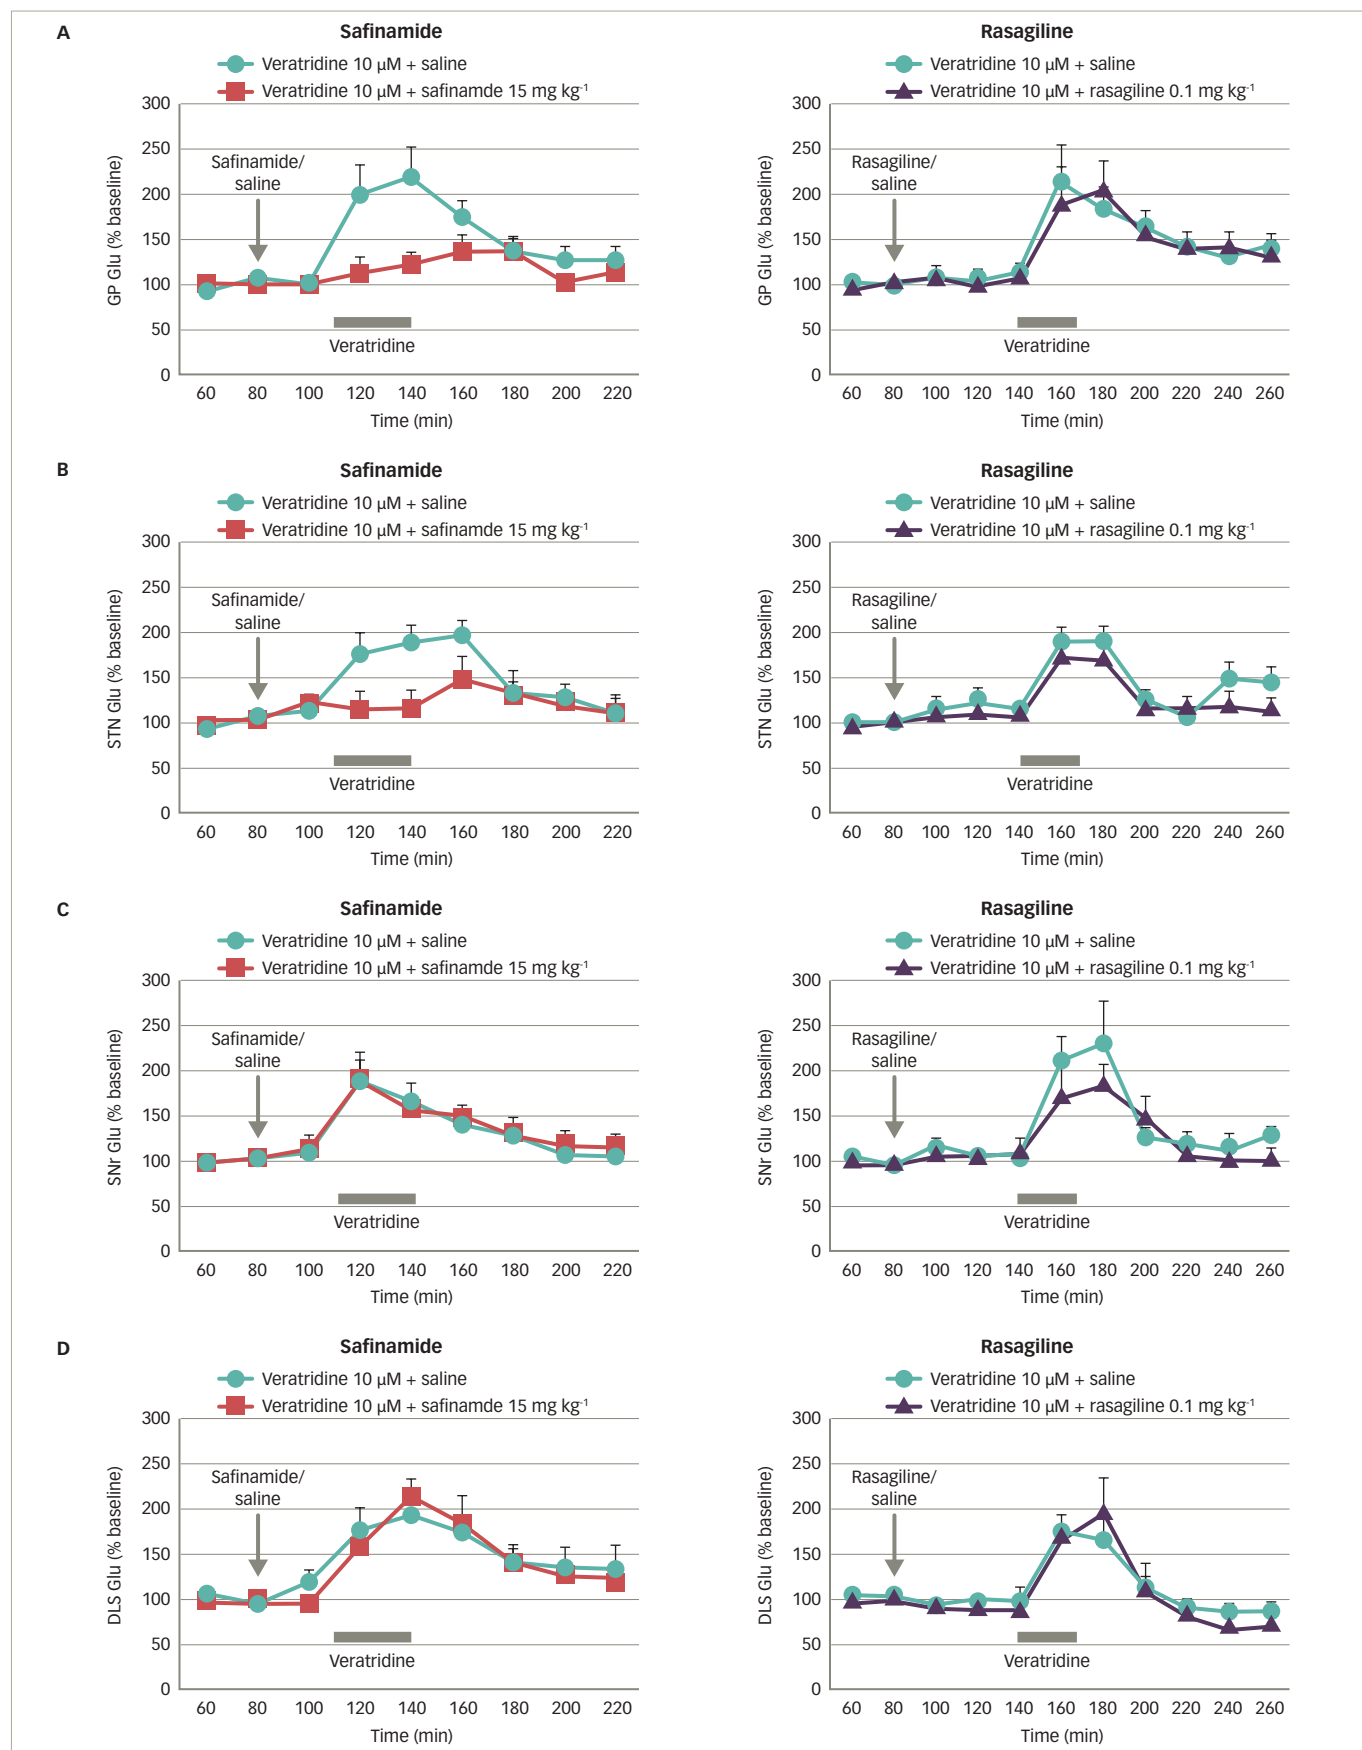 A
Safinamide
Veratridine 10 μM + saline
Veratridine 10 μM + safinamde 15 mg kg⁻¹
300
250
200
150
100
50
0
GP Glu (% baseline)
Safinamide/
saline
Veratridine
60 80 100 120 140 160 180 200 220
Time (min)
Rasagiline
Veratridine 10 μM + saline
Veratridine 10 μM + rasagiline 0.1 mg kg⁻¹
300
250
200
150
100
50
0
GP Glu (% baseline)
Rasagiline/
saline
Veratridine
60 80 100 120 140 160 180 200 220 240 260
Time (min)
B
Safinamide
Veratridine 10 μM + saline
Veratridine 10 μM + safinamde 15 mg kg⁻¹
300
250
200
150
100
50
0
STN Glu (% baseline)
Safinamide/
saline
Veratridine
60 80 100 120 140 160 180 200 220
Time (min)
Rasagiline
Veratridine 10 μM + saline
Veratridine 10 μM + rasagiline 0.1 mg kg⁻¹
300
250
200
150
100
50
0
STN Glu (% baseline)
Rasagiline/
saline
Veratridine
60 80 100 120 140 160 180 200 220 240 260
Time (min)
C
Safinamide
Veratridine 10 μM + saline
Veratridine 10 μM + safinamde 15 mg kg⁻¹
300
250
200
150
100
50
0
SNr Glu (% baseline)
Safinamide/
saline
Veratridine
60 80 100 120 140 160 180 200 220
Time (min)
Rasagiline
Veratridine 10 μM + saline
Veratridine 10 μM + rasagiline 0.1 mg kg⁻¹
300
250
200
150
100
50
0
SNr Glu (% baseline)
Rasagiline/
saline
Veratridine
60 80 100 120 140 160 180 200 220 240 260
Time (min)
D
Safinamide
Veratridine 10 μM + saline
Veratridine 10 μM + safinamde 15 mg kg⁻¹
300
250
200
150
100
50
0
DLS Glu (% baseline)
Safinamide/
saline
Veratridine
60 80 100 120 140 160 180 200 220
Time (min)
Rasagiline
Veratridine 10 μM + saline
Veratridine 10 μM + rasagiline 0.1 mg kg⁻¹
300
250
200
150
100
50
0
DLS Glu (% baseline)
Rasagiline/
saline
Veratridine
60 80 100 120 140 160 180 200 220 240 260
Time (min)